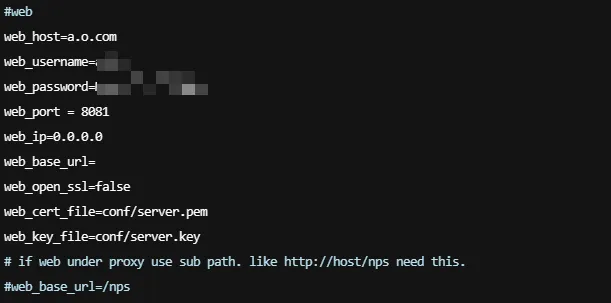 #web
web_host=a.o.com
web_username=
web_password=
web_port = 8081
web_ip=0.0.0.0
web_base_url=
web_open_ssl=false
web_cert_file=conf/server.pem
web_key_file=conf/server.key
# if web under proxy use sub path. like http://host/nps need this.
#web_base_url=/nps